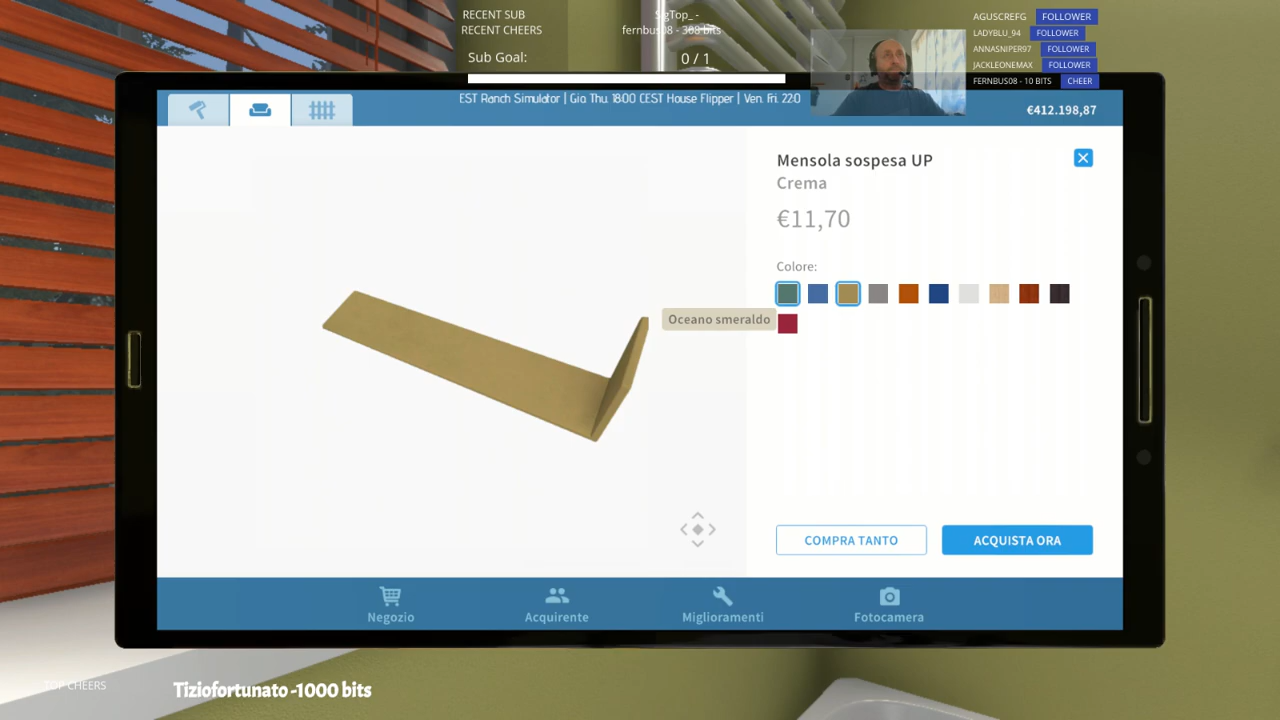 RECENT SUB
SigTop_ -
RECENT CHEERS
fernbus08 - 368 bits
Sub Goal:
0 / 1
AGUSCREFG FOLLOWER
LADYBLU_94 FOLLOWER
ANNASNIPER97 FOLLOWER
JACKLEONEMAX FOLLOWER
FERNBUS08 - 10 BITS CHEER
EST Ranch Simulator | Gio Thu. 18:00 CEST House Flipper | Ven. Fri. 22:0
€412.198,87
Mensola sospesa UP
Crema
€11,70
Colore:
Oceano smeraldo
COMPRA TANTO
ACQUISTA ORA
Negozio
Acquirente
Miglioramenti
Fotocamera
TOP CHEERS
Tiziofortunato -1000 bits